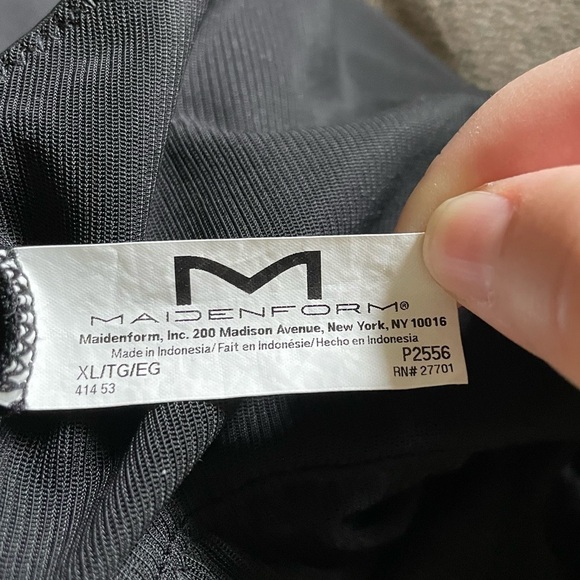 M
MAIDENFORM®
Maidenform, Inc. 200 Madison Avenue, New York, NY 10016
Made in Indonesia/Fait en Indonésie/Hecho en Indonesia
XL/TG/EG P2556
414 53 RN# 27701